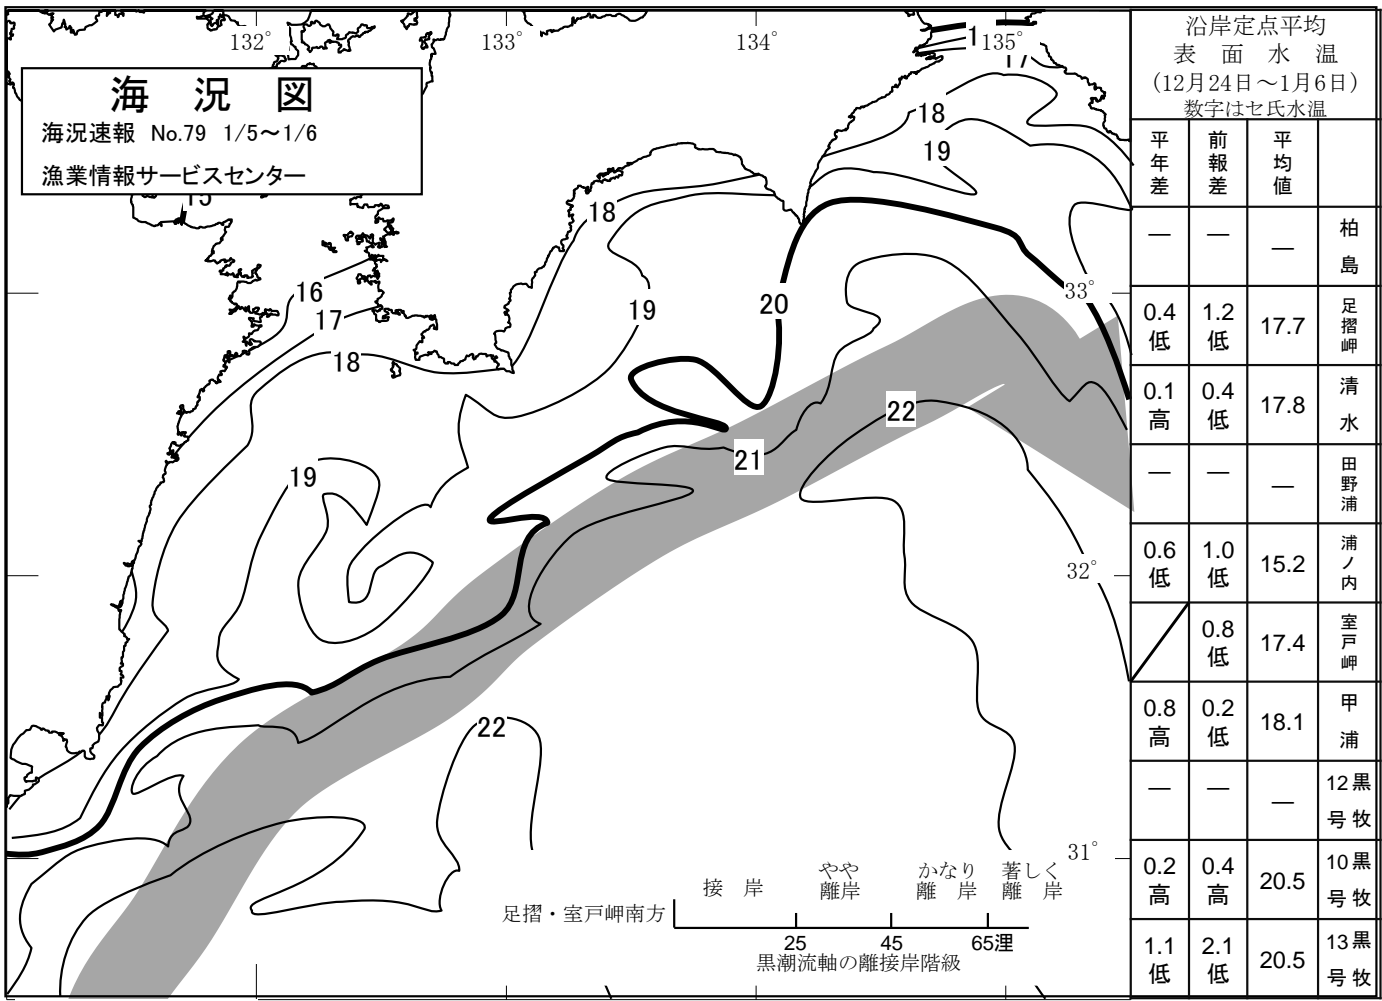 海況図
海況速報 No.79 1/5～1/6
漁業情報サービスセンター
132°
133°
134°
135°
33°
32°
31°
15
16
17
18
19
18
19
20
21
22
22
18
19
17
1
接岸
やや離岸
かなり離岸
著しく離岸
足摺・室戸岬南方
25 45 65浬
黒潮流軸の離接岸階級
沿岸定点平均
表面水温
(12月24日～1月6日)
数字はセ氏水温
平年差 前報差 平均値
― ― ― 柏島
0.4低 1.2低 17.7 足摺岬
0.1高 0.4低 17.8 清水
― ― ― 田野浦
0.6低 1.0低 15.2 浦ノ内
0.8低 17.4 室戸岬
0.8高 0.2低 18.1 甲浦
― ― ― 黒牧12号
0.2高 0.4高 20.5 黒牧10号
1.1低 2.1低 20.5 黒牧13号